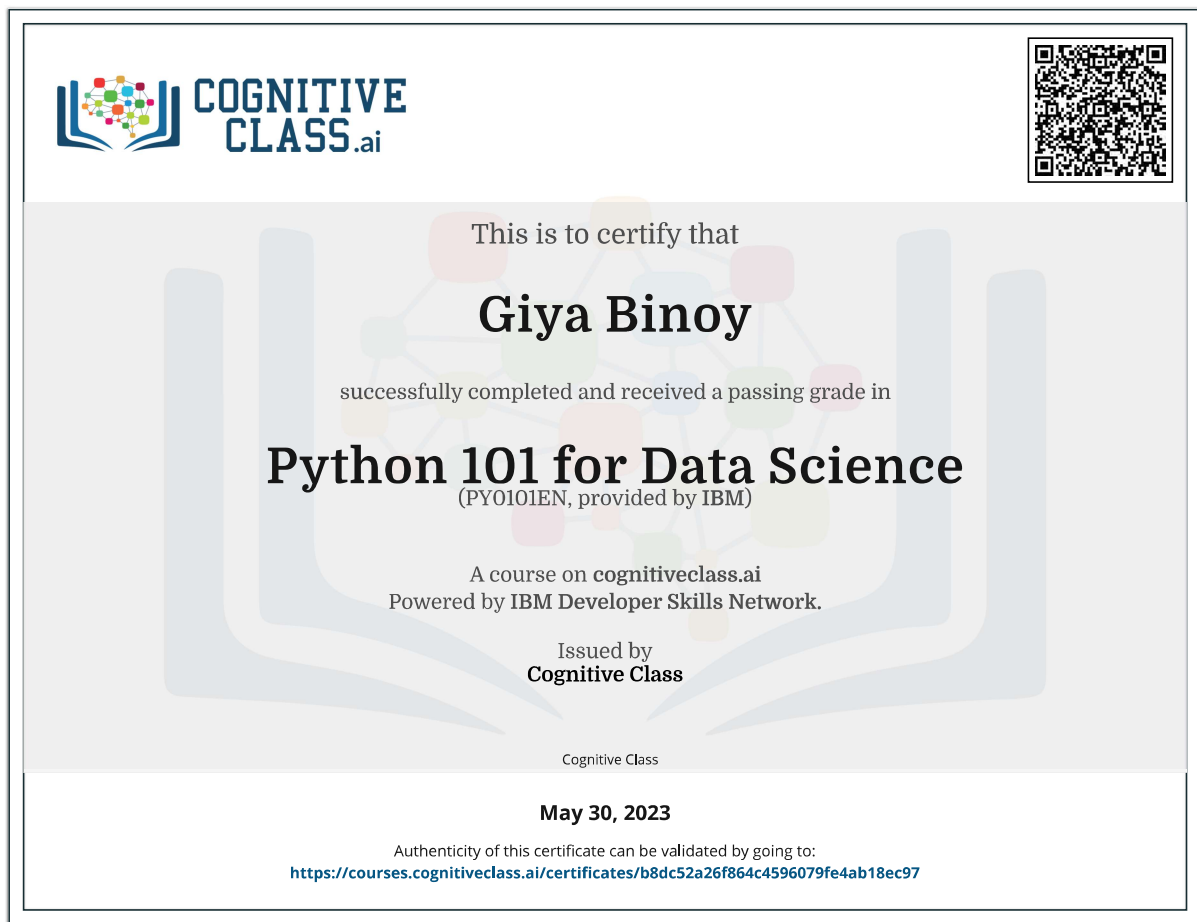 COGNITIVE
CLASS.ai
This is to certify that
Giya Binoy
successfully completed and received a passing grade in
Python 101 for Data Science
(PY0101EN, provided by IBM)
A course on cognitiveclass.ai
Powered by IBM Developer Skills Network.
Issued by
Cognitive Class
Cognitive Class
May 30, 2023
Authenticity of this certificate can be validated by going to:
https://courses.cognitiveclass.ai/certificates/b8dc52a26f864c4596079fe4ab18ec97